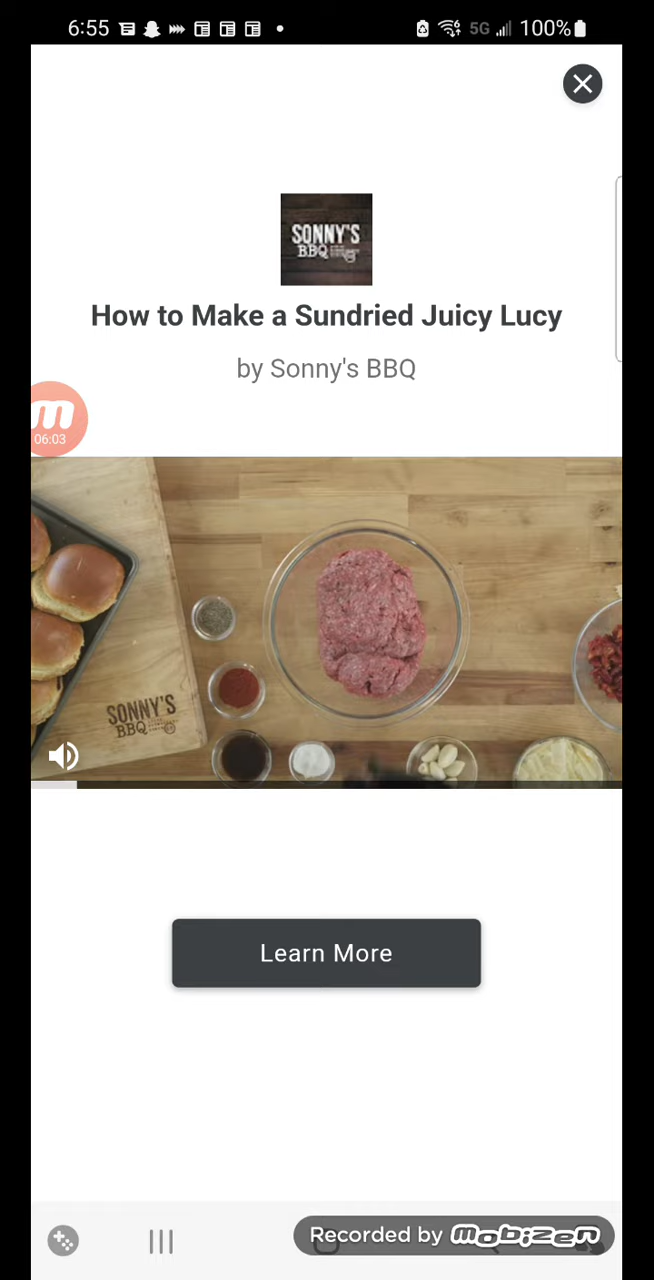 6:55
5G
100%
SONNY'S
BBQ
How to Make a Sundried Juicy Lucy
by Sonny's BBQ
m
06:03
SONNY'S
BBQ
Learn More
Recorded by mobizen